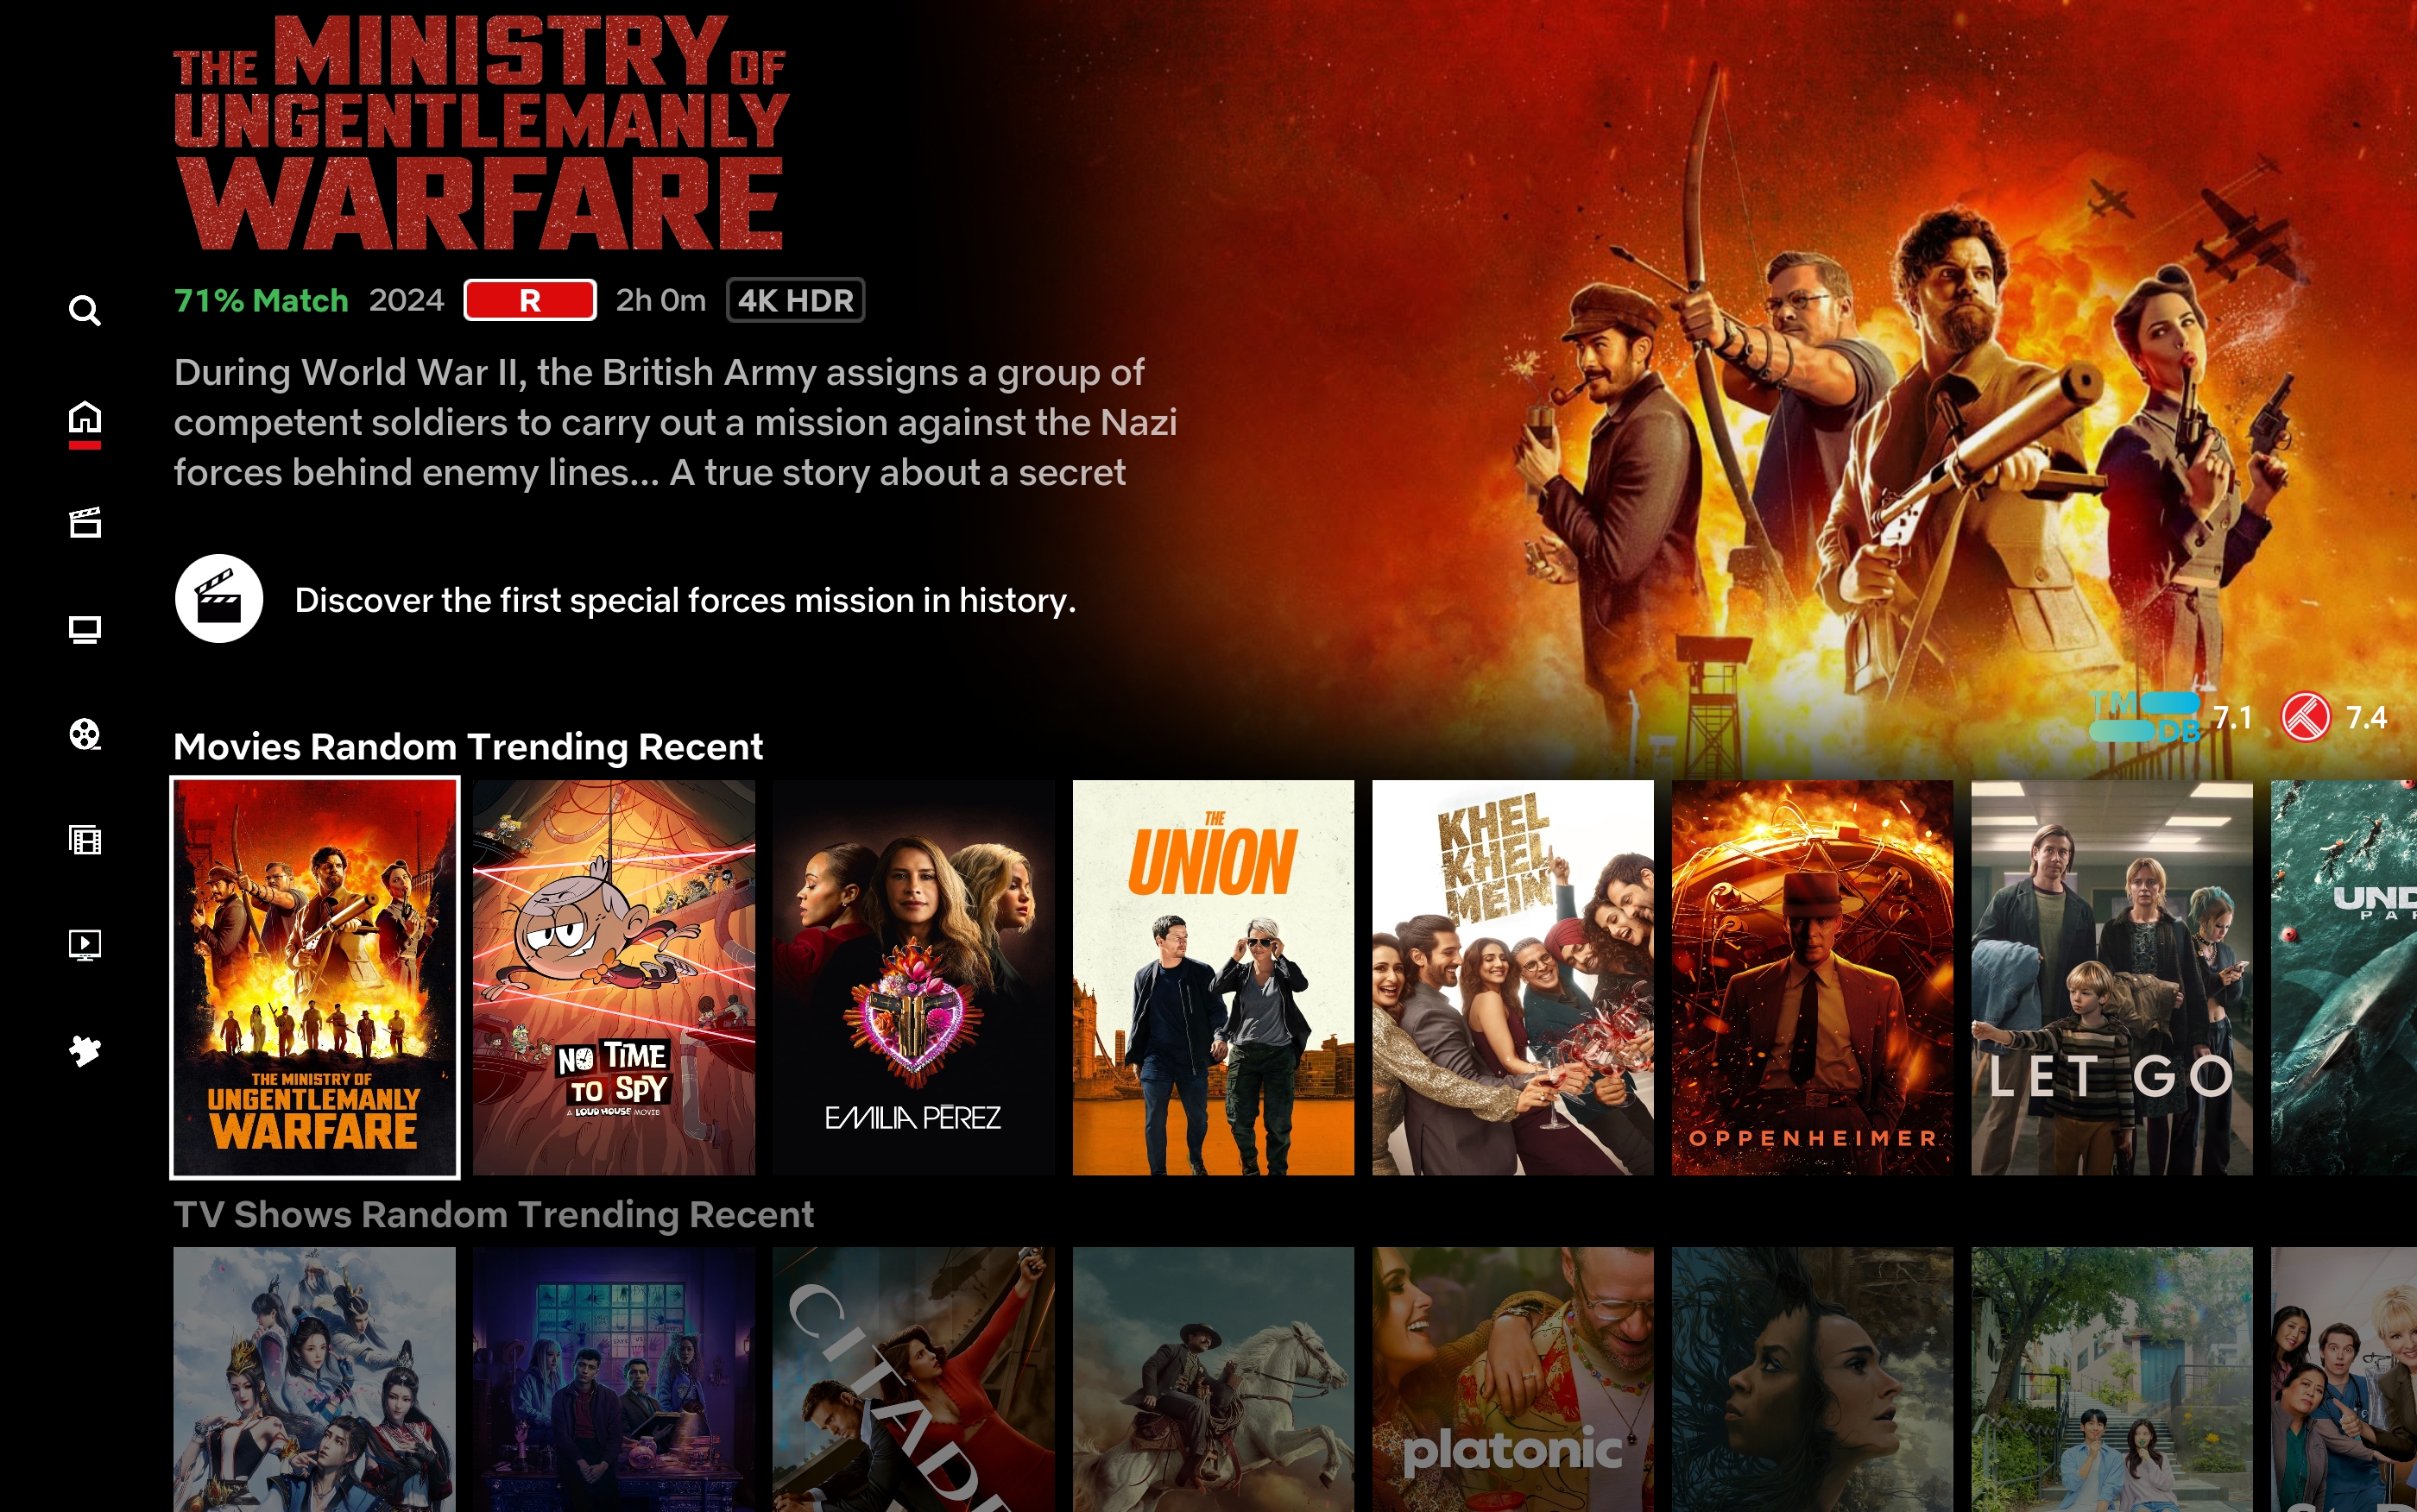 THE MINISTRY OF
UNGENTLEMANLY
WARFARE
71% Match 2024 R 2h 0m 4K HDR
During World War II, the British Army assigns a group of
competent soldiers to carry out a mission against the Nazi
forces behind enemy lines... A true story about a secret
Discover the first special forces mission in history.
TM
DB 7.1 7.4
Movies Random Trending Recent
THE MINISTRY OF
UNGENTLEMANLY
WARFARE
NO TIME
TO SPY
A LOUD HOUSE MOVIE
EMILIA PÉREZ
THE
UNION
KHEL
KHEL
MEIN
OPPENHEIMER
LET GO
UND
PAR
TV Shows Random Trending Recent
CITADE
platonic